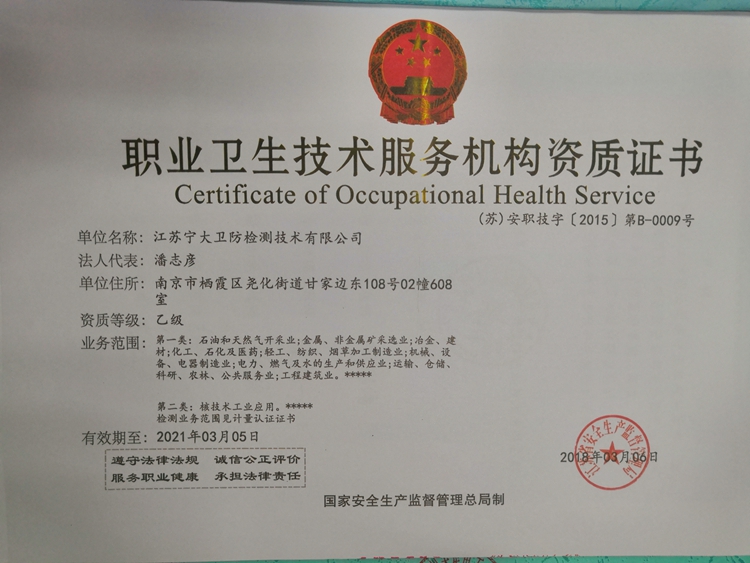 职业卫生技术服务机构资质证书
Certificate of Occupational Health Service
(苏)安职技字〔2015〕第B-0009号
单位名称：江苏宁大卫防检测技术有限公司
法人代表：潘志彦
单位住所：南京市栖霞区尧化街道甘家边东108号02幢608
室
资质等级：乙级
业务范围：第一类：石油和天然气开采业;金属、非金属矿采选业;冶金、建
材;化工、石化及医药;轻工、纺织、烟草加工制造业;机械、设
备、电器制造业;电力、燃气及水的生产和供应业;运输、仓储、
科研、农林、公共服务业;工程建筑业。*****
第二类：核技术工业应用。*****
检测业务范围见计量认证证书
有效期至：2021年03月05日
遵守法律法规 诚信公正评价
服务职业健康 承担法律责任
江苏省安全生产监督管理局
2018年03月06日
国家安全生产监督管理总局制